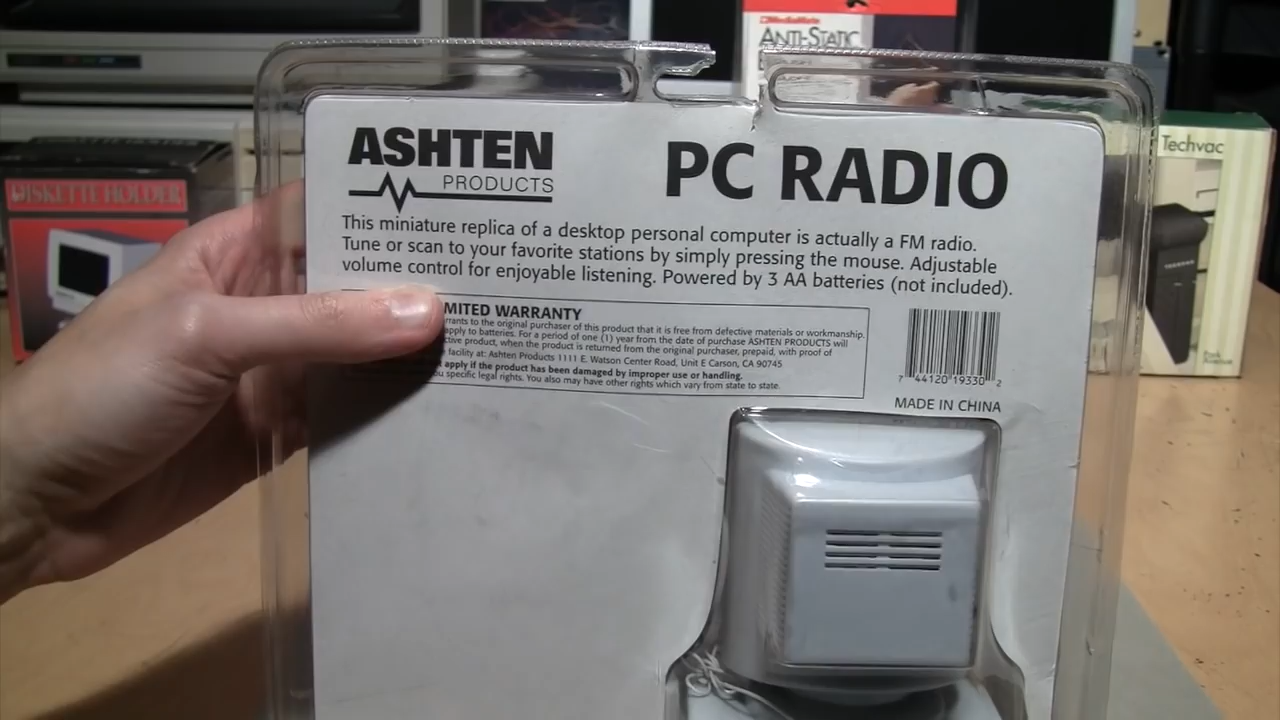 MediaMate
ANTI-STATIC
ASHTEN
PRODUCTS
PC RADIO
This miniature replica of a desktop personal computer is actually a FM radio.
Tune or scan to your favorite stations by simply pressing the mouse. Adjustable
volume control for enjoyable listening. Powered by 3 AA batteries (not included).
MITED WARRANTY
rrants to the original purchaser of this product that it is free from defective materials or workmanship.
apply to batteries. For a period of one (1) year from the date of purchase ASHTEN PRODUCTS will
ctive product, when the product is returned from the original purchaser, prepaid, with proof of
facility at: Ashten Products 1111 E. Watson Center Road, Unit E Carson, CA 90745
apply if the product has been damaged by improper use or handling.
u specific legal rights. You also may have other rights which vary from state to state.
7 44120 19330 2
MADE IN CHINA
DISKETTE HOLDER
ASHTEN
Techvac